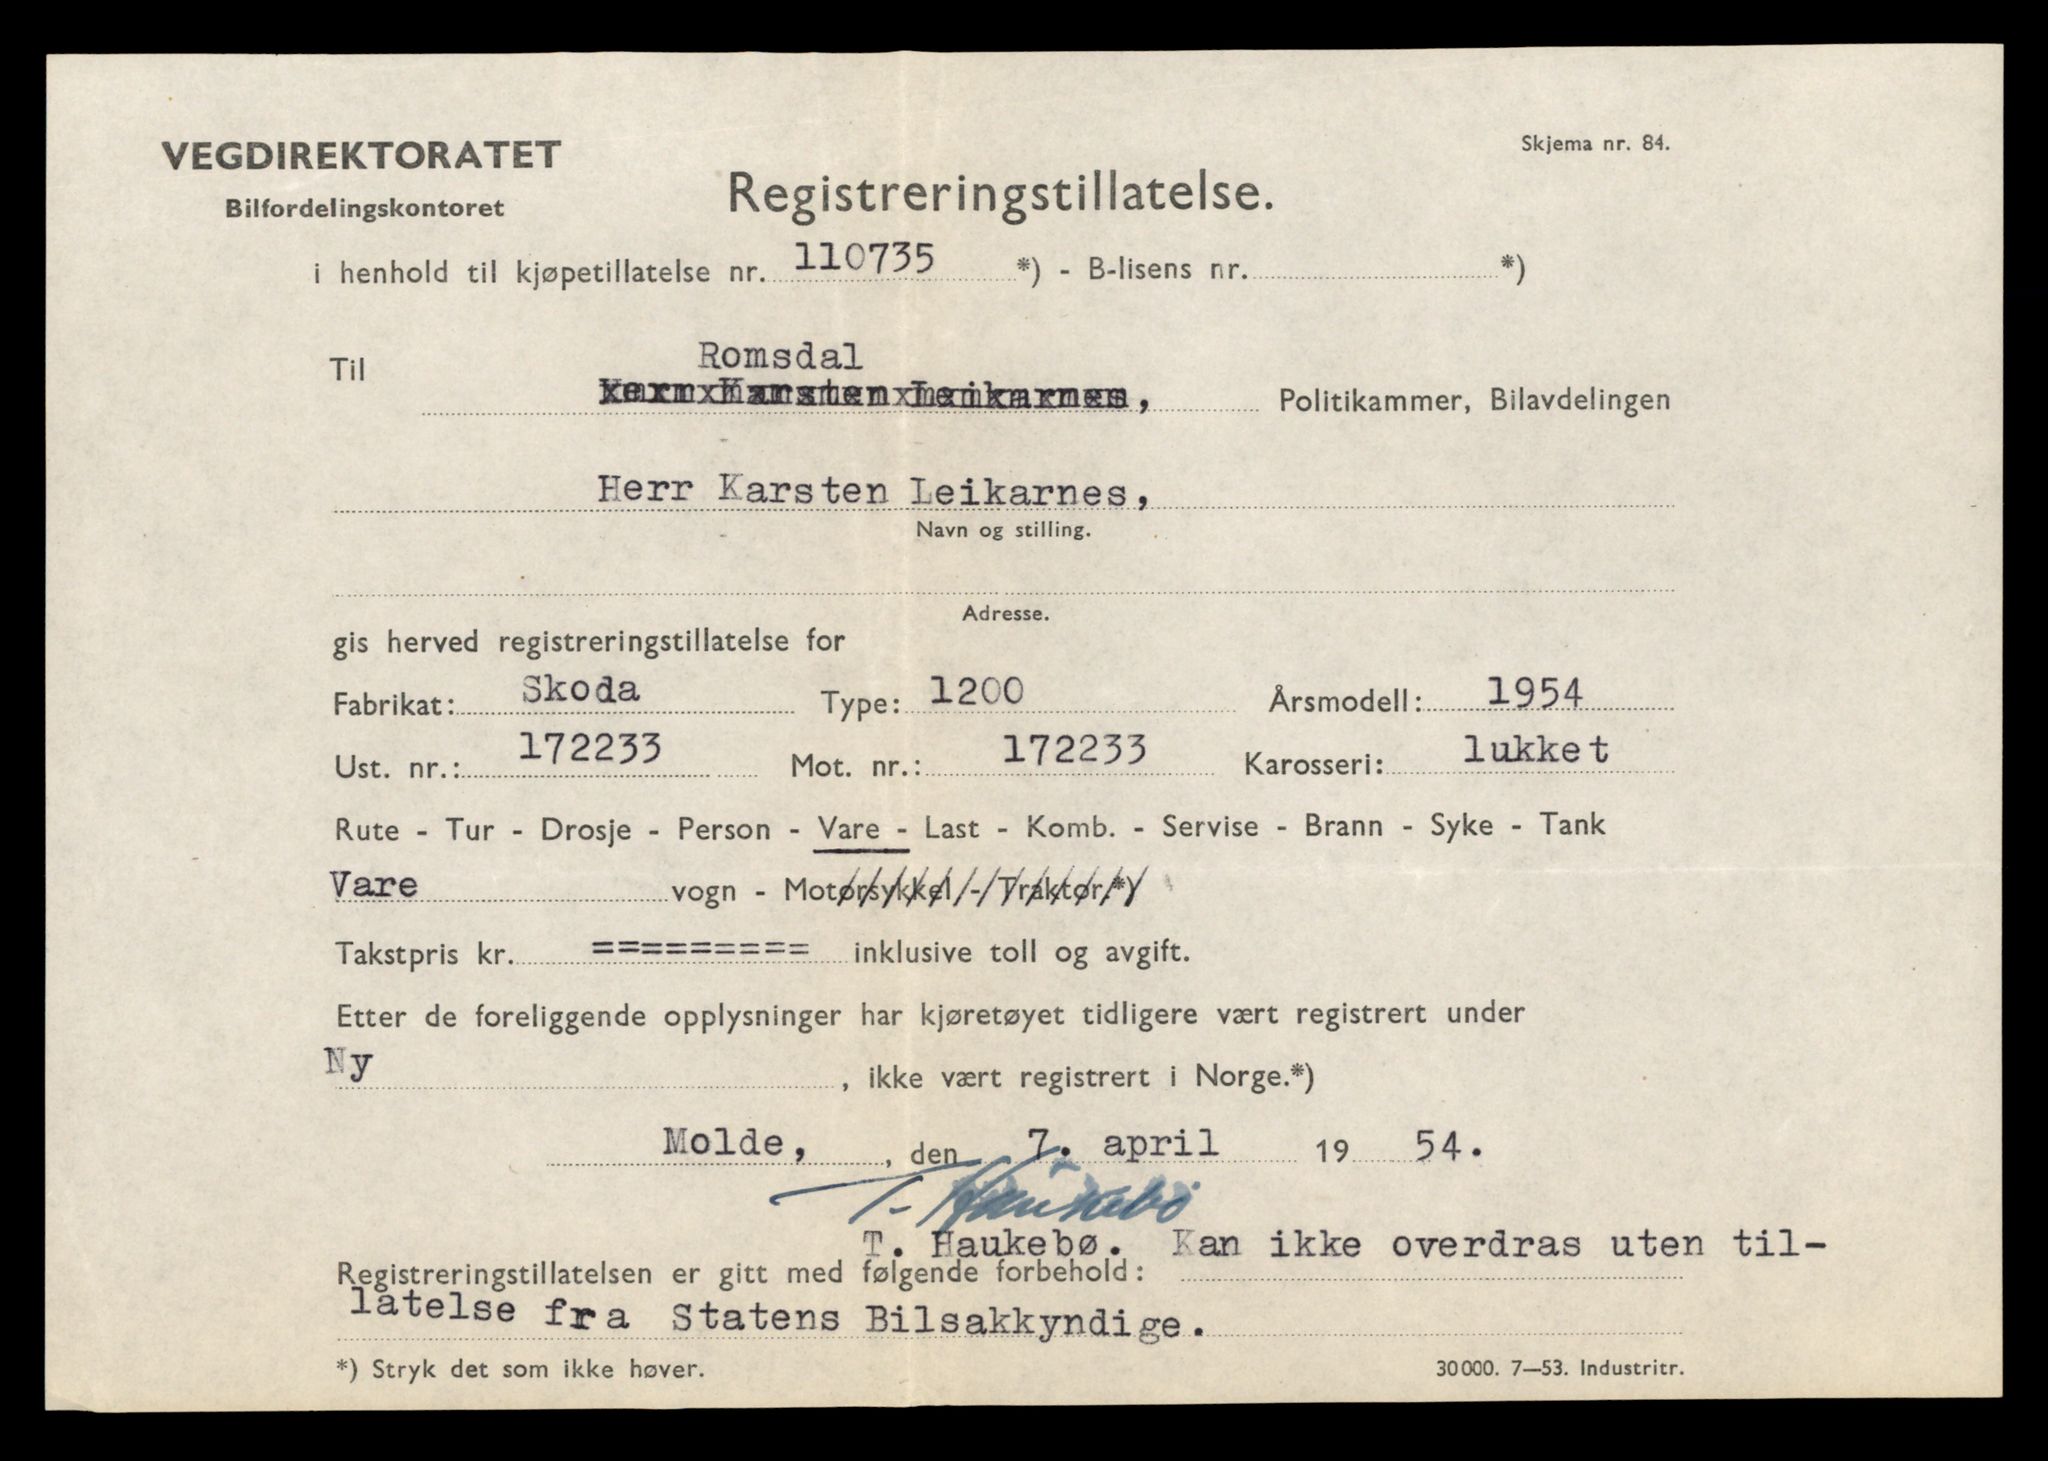 VEGDIREKTORATET
Bilfordelingskontoret
Skjema nr. 84.
Registreringstillatelse.
i henhold til kjøpetillatelse nr. 110735 *) - B-lisens nr. *)
Romsdal
Til Herr Karsten Leikarnes, Politikammer, Bilavdelingen
Herr Karsten Leikarnes,
Navn og stilling.
Adresse.
gis herved registreringstillatelse for
Fabrikat: Skoda Type: 1200 Årsmodell: 1954
Ust. nr.: 172233 Mot. nr.: 172233 Karosseri: lukket
Rute - Tur - Drosje - Person - Vare - Last - Komb. - Servise - Brann - Syke - Tank
Vare vogn - Motorsykkel - Traktor.*)
Takstpris kr. ========= inklusive toll og avgift.
Etter de foreliggende opplysninger har kjøretøyet tidligere vært registrert under
Ny , ikke vært registrert i Norge.*)
Molde, , den 7. april 19 54.
T. Haukebø
T. Haukebø. Kan ikke overdras uten til-
Registreringstillatelsen er gitt med følgende forbehold:
latelse fra Statens Bilsakkyndige.
*) Stryk det som ikke høver.
30000. 7—53. Industritr.